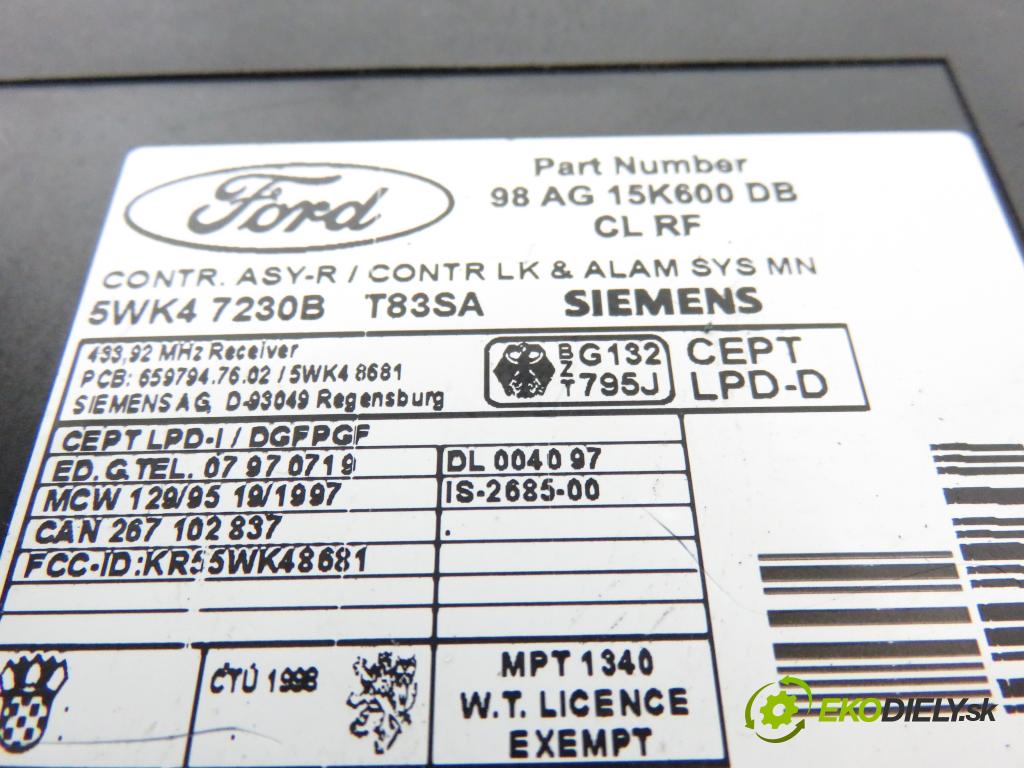 Ford
Part Number
98 AG 15K600 DB
CL RF
CONTR. ASY-R / CONTR LK & ALAM SYS MN
5WK4 7230B T83SA SIEMENS
433,92 MHz Receiver
PCB: 659794.76.02 / 5WK4 8681
SIEMENS AG, D-93049 Regensburg
BZT G132 795J
CEPT
LPD-D
CEPT LPD-I / DGFPGF
ED. G. TEL. 07 97 0719
DL 004 0 97
MCW 129/95 19/1997
IS-2685-00
CAN 267 102 837
.
FCC-ID:KR55WK48681
ČTÚ 1998
MPT 1340
W.T. LICENCE
EXEMPT
EKODIELY.sk